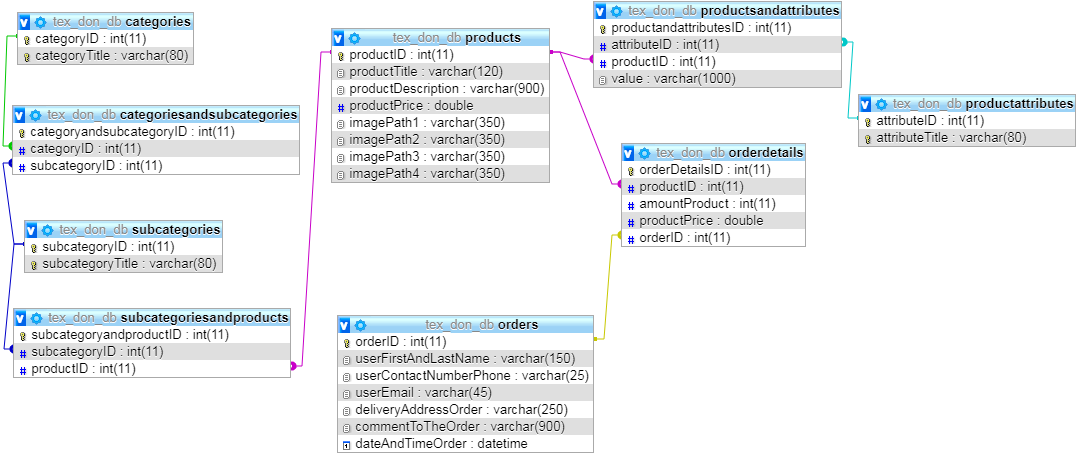 tex_don_db categories
categoryID : int(11)
categoryTitle : varchar(80)
tex_don_db categoriesandsubcategories
categoryandsubcategoryID : int(11)
categoryID : int(11)
subcategoryID : int(11)
tex_don_db subcategories
subcategoryID : int(11)
subcategoryTitle : varchar(80)
tex_don_db subcategoriesandproducts
subcategoryandproductID : int(11)
subcategoryID : int(11)
productID : int(11)
tex_don_db products
productID : int(11)
productTitle : varchar(120)
productDescription : varchar(900)
productPrice : double
imagePath1 : varchar(350)
imagePath2 : varchar(350)
imagePath3 : varchar(350)
imagePath4 : varchar(350)
tex_don_db orders
orderID : int(11)
userFirstAndLastName : varchar(150)
userContactNumberPhone : varchar(25)
userEmail : varchar(45)
deliveryAddressOrder : varchar(250)
commentToTheOrder : varchar(900)
dateAndTimeOrder : datetime
tex_don_db productsandattributes
productandattributesID : int(11)
attributeID : int(11)
productID : int(11)
value : varchar(1000)
tex_don_db orderdetails
orderDetailsID : int(11)
productID : int(11)
amountProduct : int(11)
productPrice : double
orderID : int(11)
tex_don_db productattributes
attributeID : int(11)
attributeTitle : varchar(80)